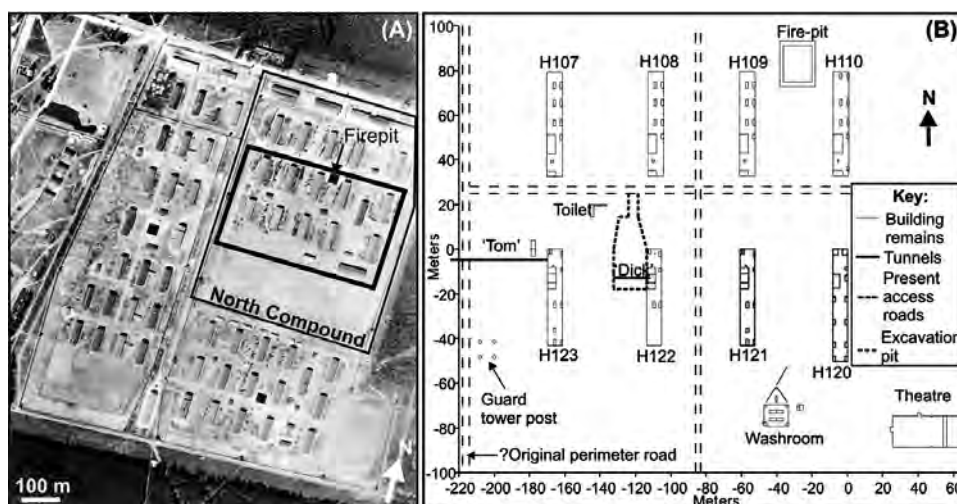 (A)
Firepit
North Compound
100 m
N
(B)
Fire-pit
H107
H108
H109
H110
N
Meters
100
80
60
40
20
0
-20
-40
-60
-80
-100
Toilet
'Tom'
Dick
H123
H122
H121
H120
Guard
tower post
Washroom
Theatre
?Original perimeter road
Key:
Building
remains
Tunnels
Present
access
roads
Excavation
pit
-220
-200
-180
-160
-140
-120
-100
-80
-60
-40
-20
0
20
40
60
Meters